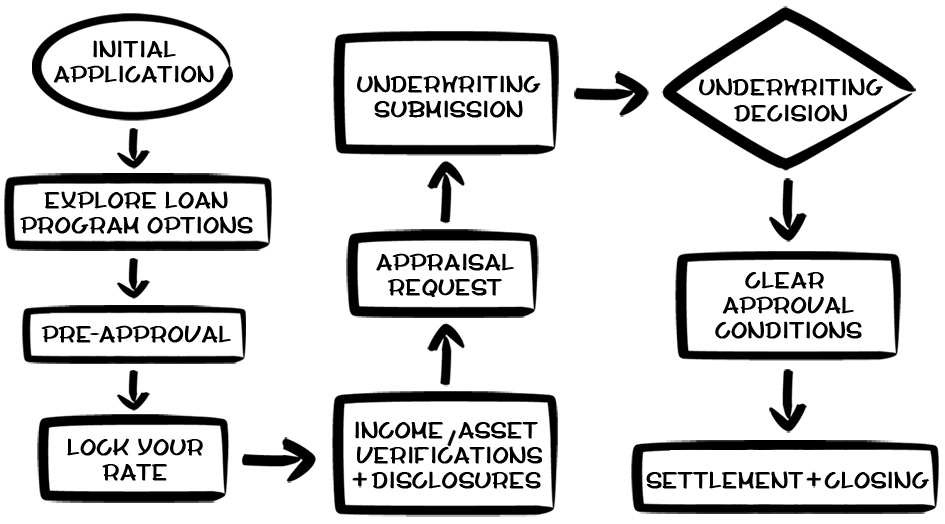 INITIAL
APPLICATION
EXPLORE LOAN
PROGRAM OPTIONS
PRE-APPROVAL
LOCK YOUR
RATE
INCOME, ASSET
VERIFICATIONS
+ DISCLOSURES
APPRAISAL
REQUEST
UNDERWRITING
SUBMISSION
UNDERWRITING
DECISION
CLEAR
APPROVAL
CONDITIONS
SETTLEMENT + CLOSING